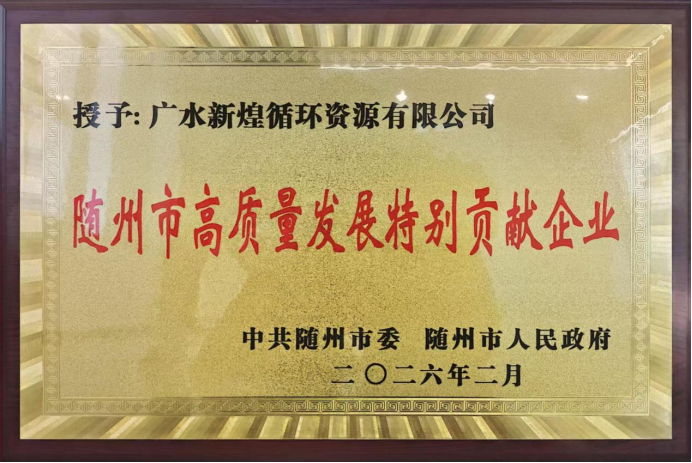 授予:广水新煌循环资源有限公司
随州市高质量发展特别贡献企业
中共随州市委 随州市人民政府
二〇二六年二月